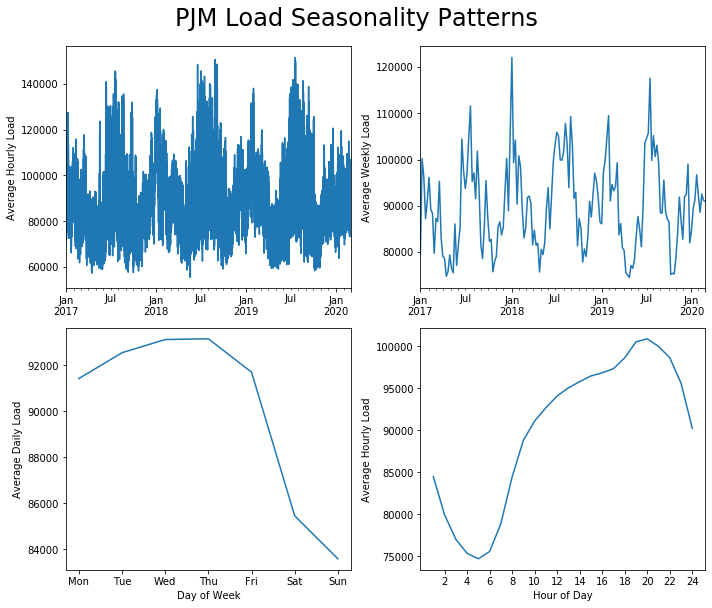 PJM Load Seasonality Patterns
Average Hourly Load
140000
120000
100000
80000
60000
Jan Jul Jan Jul Jan Jul Jan
2017 2018 2019 2020
Average Weekly Load
120000
110000
100000
90000
80000
Jan Jul Jan Jul Jan Jul Jan
2017 2018 2019 2020
Average Daily Load
92000
90000
88000
86000
84000
Mon Tue Wed Thu Fri Sat Sun
Day of Week
Average Hourly Load
100000
95000
90000
85000
80000
75000
2 4 6 8 10 12 14 16 18 20 22 24
Hour of Day